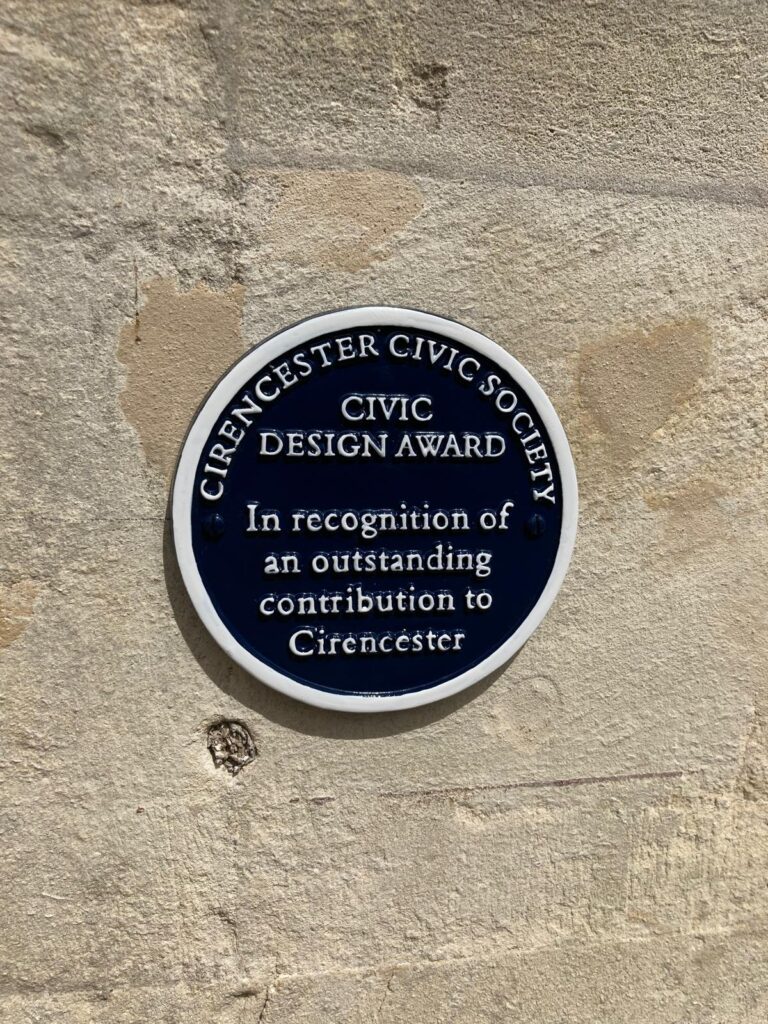 CIRENCESTER CIVIC SOCIETY
CIVIC
DESIGN AWARD
In recognition of
an outstanding
contribution to
Cirencester